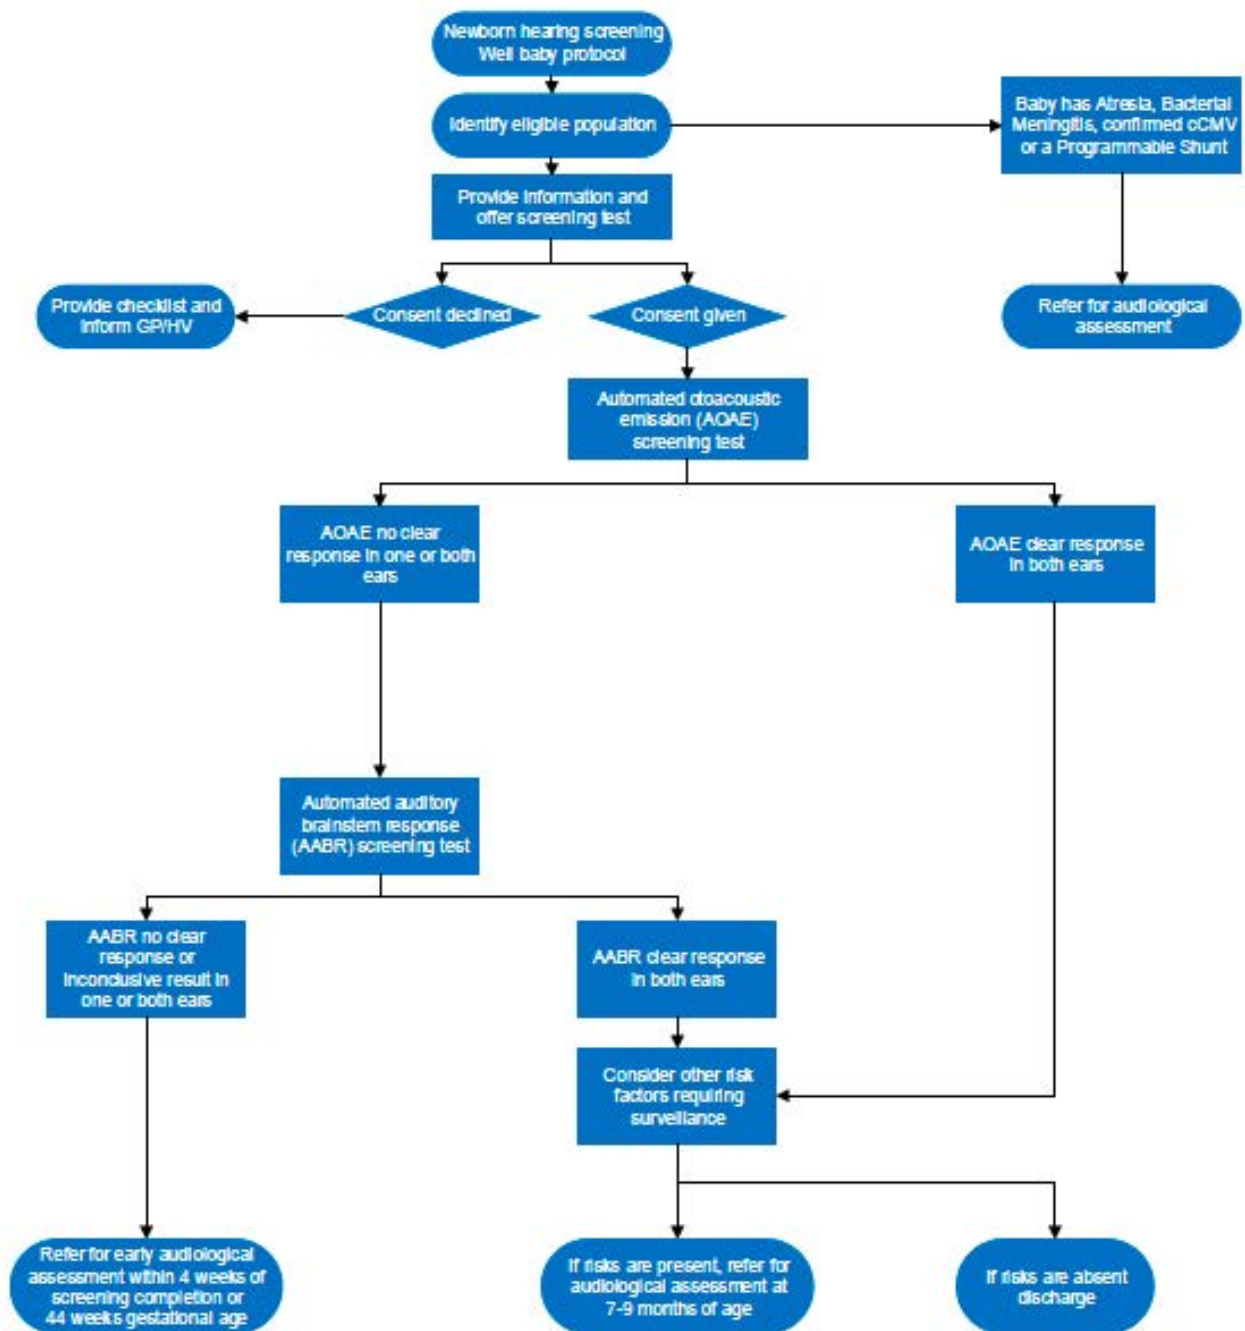 Newborn hearing screening
Well baby protocol
Identify eligible population
Baby has Atresia, Bacterial
Meningitis, confirmed cCMV
or a Programmable Shunt
Provide information and
offer screening test
Provide checklist and
inform GP/HV
Consent declined
Consent given
Refer for audiological
assessment
Automated otoacoustic
emission (AOAE)
screening test
AOAE no clear
response in one or both
ears
AOAE clear response
in both ears
Automated auditory
brainstem response
(AABR) screening test
AABR no clear
response or
inconclusive result in
one or both ears
AABR clear response
in both ears
Consider other risk
factors requiring
surveillance
Refer for early audiological
assessment within 4 weeks of
screening completion or
44 weeks gestational age
If risks are present, refer for
audiological assessment at
7-9 months of age
If risks are absent
discharge